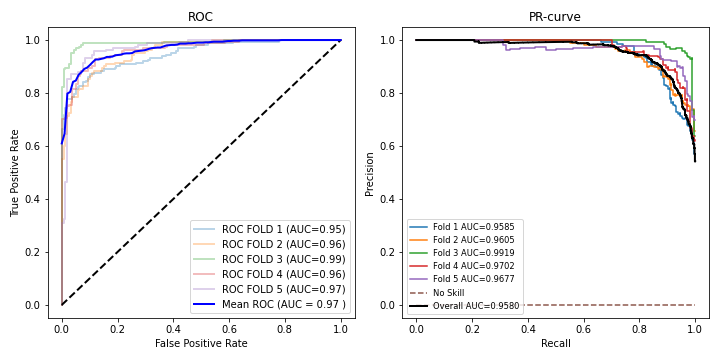 ROC
True Positive Rate
1.0
0.8
0.6
0.4
0.2
0.0
ROC FOLD 1 (AUC=0.95)
ROC FOLD 2 (AUC=0.96)
ROC FOLD 3 (AUC=0.99)
ROC FOLD 4 (AUC=0.96)
ROC FOLD 5 (AUC=0.97)
Mean ROC (AUC = 0.97 )
0.0 0.2 0.4 0.6 0.8 1.0
False Positive Rate
PR-curve
Precision
1.0
0.8
0.6
0.4
0.2
0.0
Fold 1 AUC=0.9585
Fold 2 AUC=0.9605
Fold 3 AUC=0.9919
Fold 4 AUC=0.9702
Fold 5 AUC=0.9677
No Skill
Overall AUC=0.9580
0.0 0.2 0.4 0.6 0.8 1.0
Recall